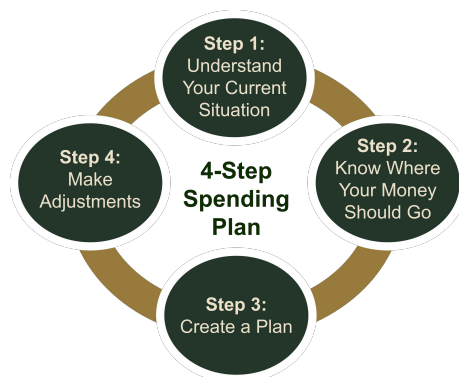 Step 1:
Understand
Your Current
Situation
Step 2:
Know Where
Your Money
Should Go
Step 3:
Create a Plan
Step 4:
Make
Adjustments
4-Step
Spending
Plan